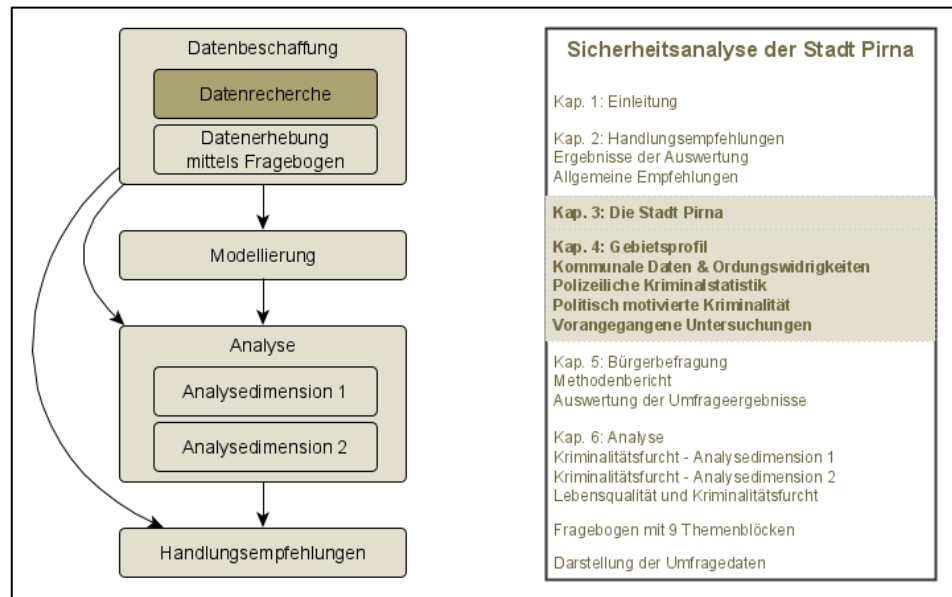 Datenbeschaffung
Datenrecherche
Datenerhebung
mittels Fragebogen
Modellierung
Analyse
Analysedimension 1
Analysedimension 2
Handlungsempfehlungen
Sicherheitsanalyse der Stadt Pirna
Kap. 1: Einleitung
Kap. 2: Handlungsempfehlungen
Ergebnisse der Auswertung
Allgemeine Empfehlungen
Kap. 3: Die Stadt Pirna
Kap. 4: Gebietsprofil
Kommunale Daten & Ordungswidrigkeiten
Polizeiliche Kriminalstatistik
Politisch motivierte Kriminalität
Vorangegangene Untersuchungen
Kap. 5: Bürgerbefragung
Methodenbericht
Auswertung der Umfrageergebnisse
Kap. 6: Analyse
Kriminalitätsfurcht - Analysedimension 1
Kriminalitätsfurcht - Analysedimension 2
Lebensqualität und Kriminalitätsfurcht
Fragebogen mit 9 Themenblöcken
Darstellung der Umfragedaten